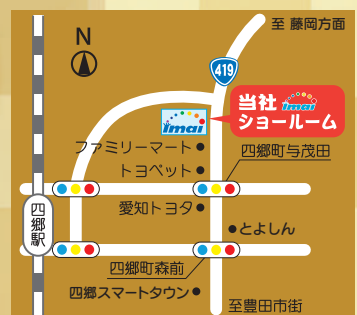 N
至 藤岡方面
419
imai
当社 imai
ショールーム
ファミリーマート
四郷町与茂田
トヨペット
四郷駅
愛知トヨタ
とよしん
四郷町森前
四郷スマートタウン
至豊田市街